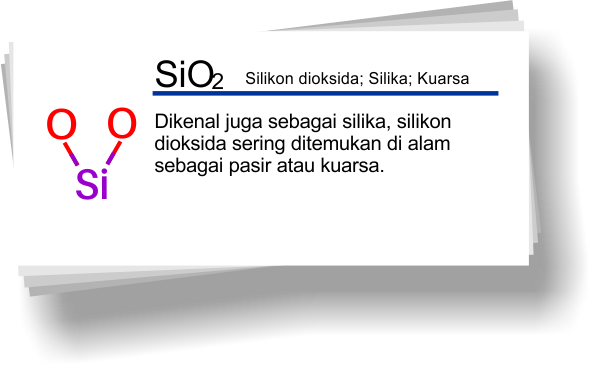 SiO2 Silikon dioksida; Silika; Kuarsa
O O
Si
Dikenal juga sebagai silika, silikon
dioksida sering ditemukan di alam
sebagai pasir atau kuarsa.